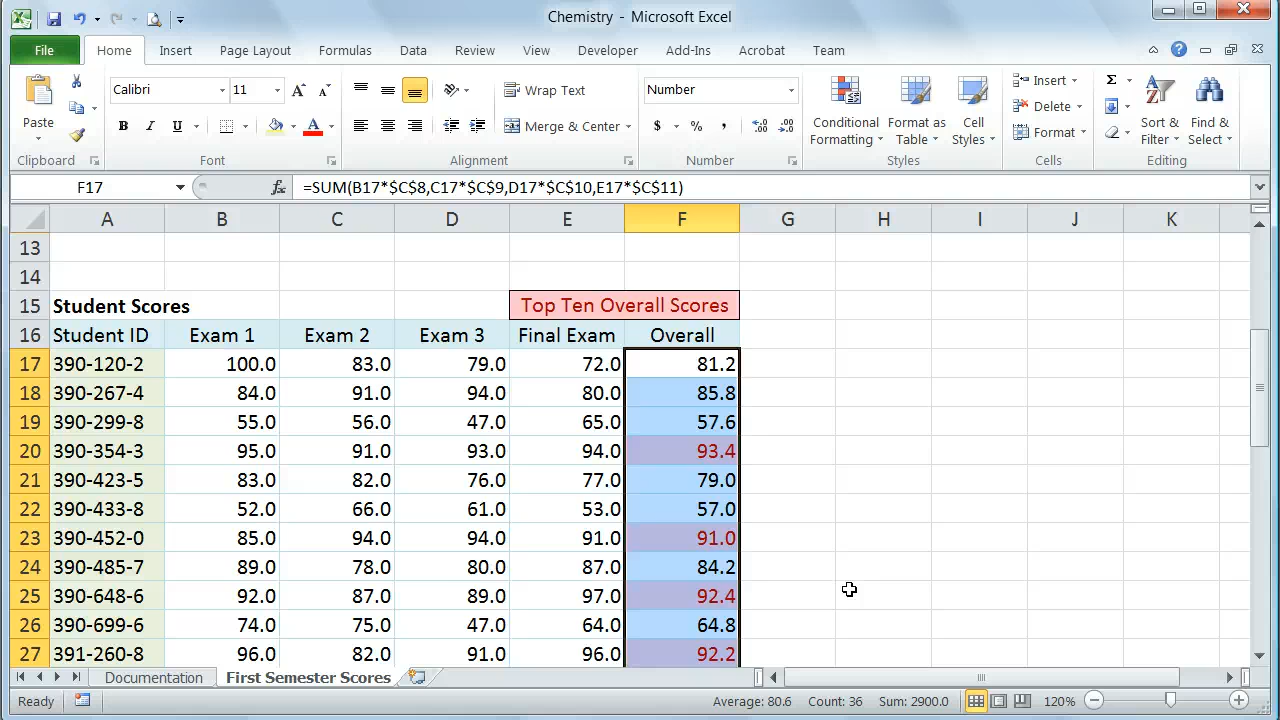 Chemistry - Microsoft Excel
File Home Insert Page Layout Formulas Data Review View Developer Add-Ins Acrobat Team
Paste
Clipboard
Calibri 11
A A
B I U A
Font
Wrap Text
Merge & Center
Alignment
Number
$ % ,
Number
Conditional Formatting
Format as Table
Cell Styles
Styles
Insert
Delete
Format
Cells
Σ
Sort & Filter
Find & Select
Editing
F17 fx =SUM(B17*$C$8,C17*$C$9,D17*$C$10,E17*$C$11)
A B C D E F G H I J K
13
14
15 Student Scores Top Ten Overall Scores
16 Student ID Exam 1 Exam 2 Exam 3 Final Exam Overall
17 390-120-2 100.0 83.0 79.0 72.0 81.2
18 390-267-4 84.0 91.0 94.0 80.0 85.8
19 390-299-8 55.0 56.0 47.0 65.0 57.6
20 390-354-3 95.0 91.0 93.0 94.0 93.4
21 390-423-5 83.0 82.0 76.0 77.0 79.0
22 390-433-8 52.0 66.0 61.0 53.0 57.0
23 390-452-0 85.0 94.0 94.0 91.0 91.0
24 390-485-7 89.0 78.0 80.0 87.0 84.2
25 390-648-6 92.0 87.0 89.0 97.0 92.4
26 390-699-6 74.0 75.0 47.0 64.0 64.8
27 391-260-8 96.0 82.0 91.0 96.0 92.2
Documentation First Semester Scores
Ready Average: 80.6 Count: 36 Sum: 2900.0 120%